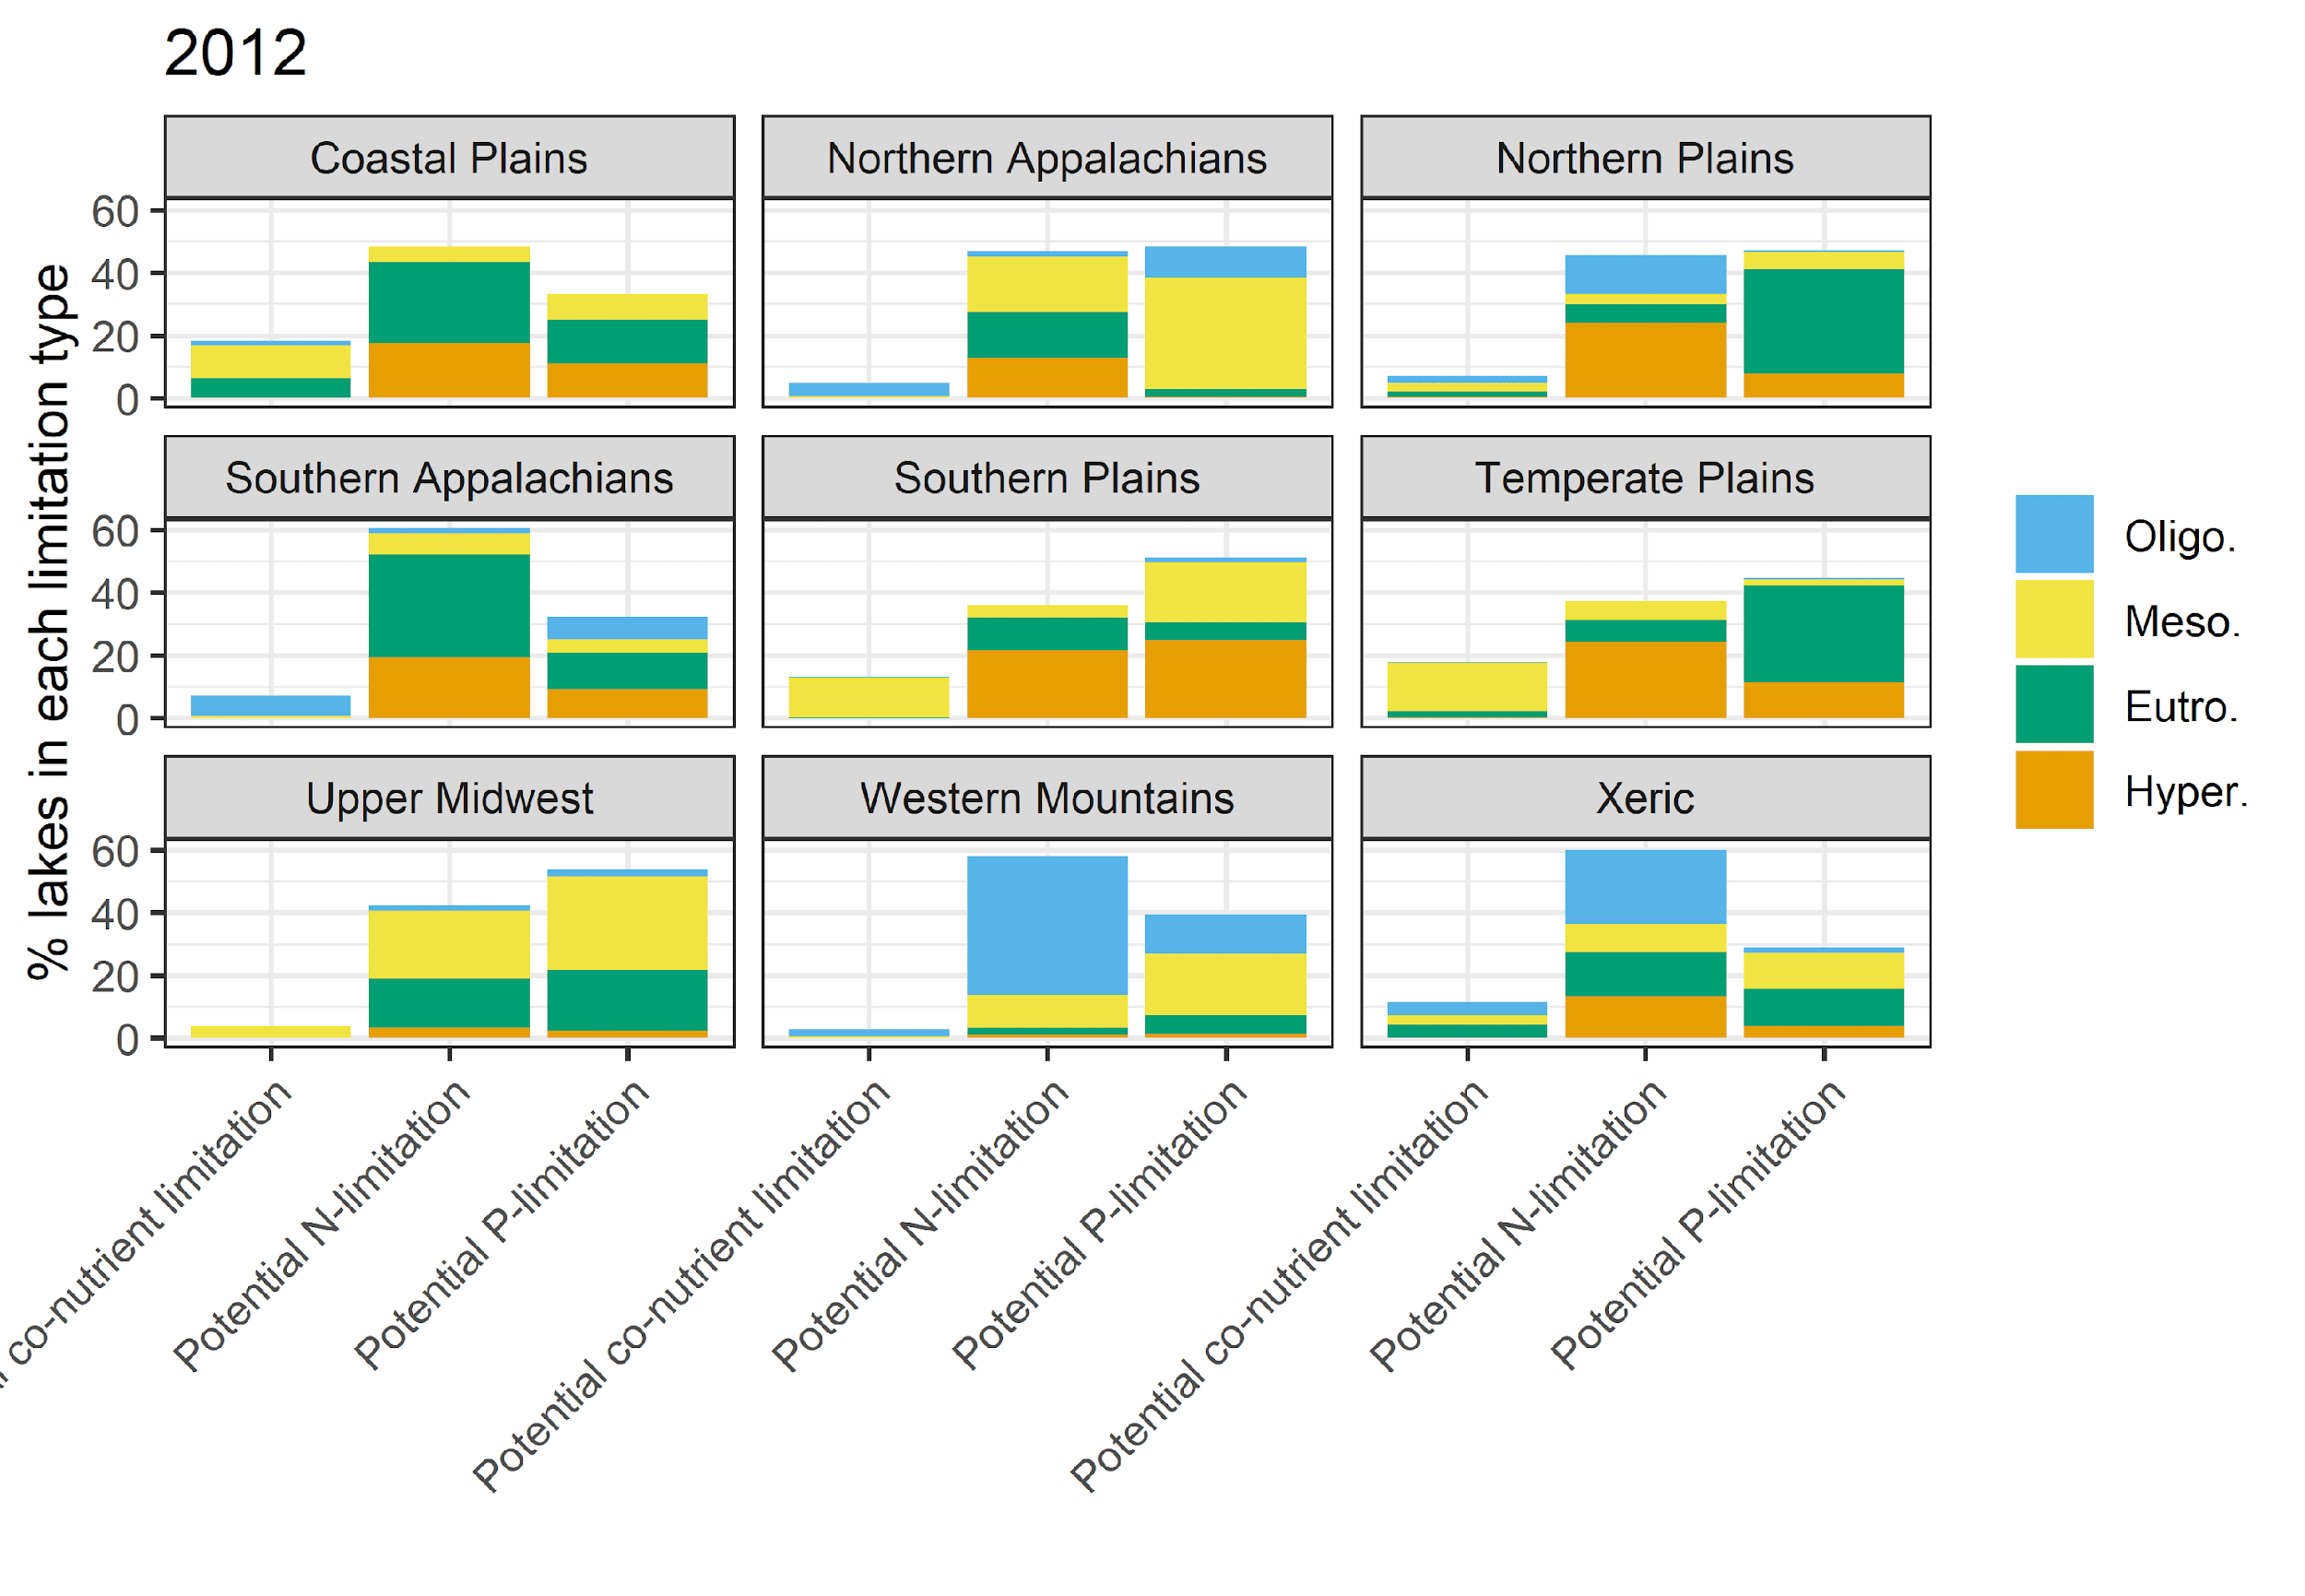 2012
Coastal Plains
Northern Appalachians
Northern Plains
60
40
20
0
Southern Appalachians
Southern Plains
Temperate Plains
60
40
20
0
Upper Midwest
Western Mountains
Xeric
60
40
20
0
% lakes in each limitation type
co-nutrient limitation
Potential N-limitation
Potential P-limitation
Potential co-nutrient limitation
Potential N-limitation
Potential P-limitation
Potential co-nutrient limitation
Potential N-limitation
Potential P-limitation
Oligo.
Meso.
Eutro.
Hyper.